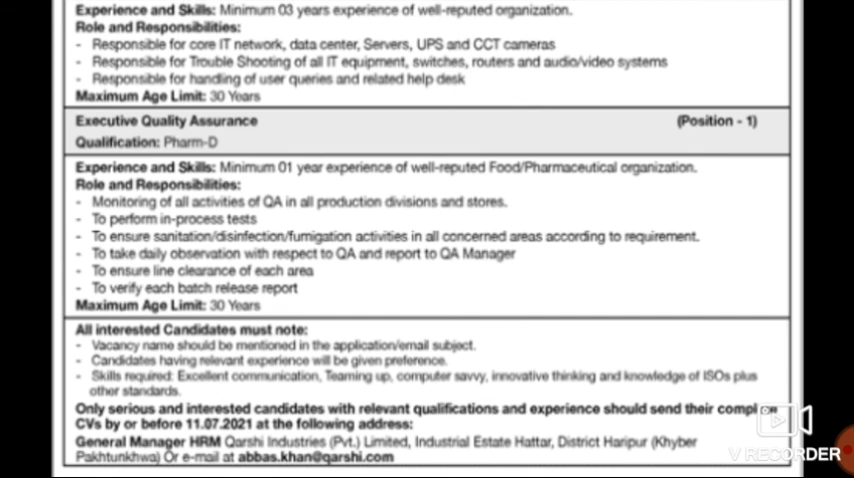 Experience and Skills: Minimum 03 years experience of well-reputed organization.
Role and Responsibilities:
- Responsible for core IT network, data center, Servers, UPS and CCT cameras
- Responsible for Trouble Shooting of all IT equipment, switches, routers and audio/video systems
- Responsible for handling of user queries and related help desk
Maximum Age Limit: 30 Years
Executive Quality Assurance (Position - 1)
Qualification: Pharm-D
Experience and Skills: Minimum 01 year experience of well-reputed Food/Pharmaceutical organization.
Role and Responsibilities:
- Monitoring of all activities of QA in all production divisions and stores.
- To perform in-process tests
- To ensure sanitation/disinfection/fumigation activities in all concerned areas according to requirement.
- To take daily observation with respect to QA and report to QA Manager
- To ensure line clearance of each area
- To verify each batch release report
Maximum Age Limit: 30 Years
All interested Candidates must note:
- Vacancy name should be mentioned in the application/email subject.
- Candidates having relevant experience will be given preference.
- Skills required: Excellent communication, Teaming up, computer savvy, innovative thinking and knowledge of ISOs plus
other standards.
Only serious and interested candidates with relevant qualifications and experience should send their
CVs by or before 11.07.2021 at the following address:
General Manager HRM Qarshi Industries (Pvt.) Limited, Industrial Estate Hattar, District Haripur (Khyber
Pakhtunkhwa) Or e-mail at abbas.khan@qarshi.com
V RECORDER